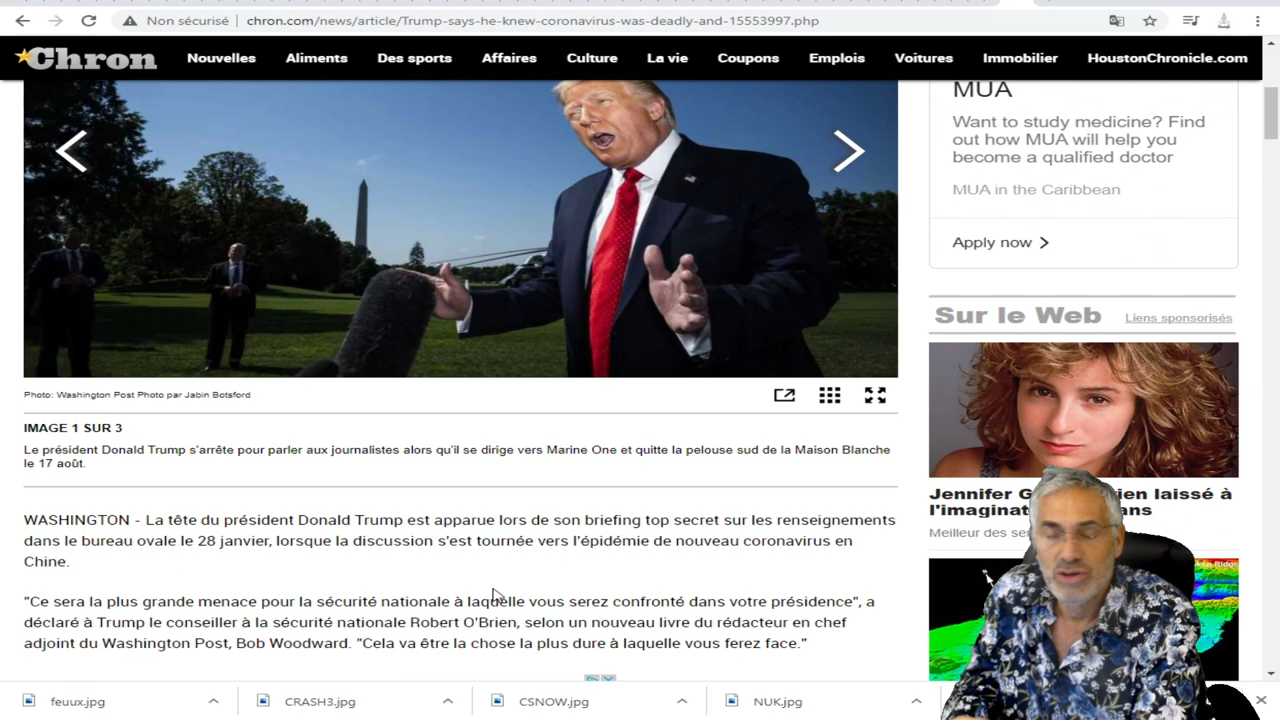 Non sécurisé
chron.com/news/article/Trump-says-he-knew-coronavirus-was-deadly-and-15553997.php
Chron
Nouvelles Aliments Des sports Affaires Culture La vie Coupons Emplois Voitures Immobilier HoustonChronicle.com
MUA
Want to study medicine? Find
out how MUA will help you
become a qualified doctor
MUA in the Caribbean
Apply now
Photo: Washington Post Photo par Jabin Botsford
IMAGE 1 SUR 3
Le président Donald Trump s'arrête pour parler aux journalistes alors qu'il se dirige vers Marine One et quitte la pelouse sud de la Maison Blanche
le 17 août.
WASHINGTON - La tête du président Donald Trump est apparue lors de son briefing top secret sur les renseignements
dans le bureau ovale le 28 janvier, lorsque la discussion s'est tournée vers l'épidémie de nouveau coronavirus en
Chine.
"Ce sera la plus grande menace pour la sécurité nationale à laquelle vous serez confronté dans votre présidence", a
déclaré à Trump le conseiller à la sécurité nationale Robert O'Brien, selon un nouveau livre du rédacteur en chef
adjoint du Washington Post, Bob Woodward. "Cela va être la chose la plus dure à laquelle vous ferez face."
Sur le Web
Liens sponsorisés
Jennifer laissé à
Meilleur des
feuux.jpg
CRASH3.jpg
CSNOW.jpg
NUK.jpg